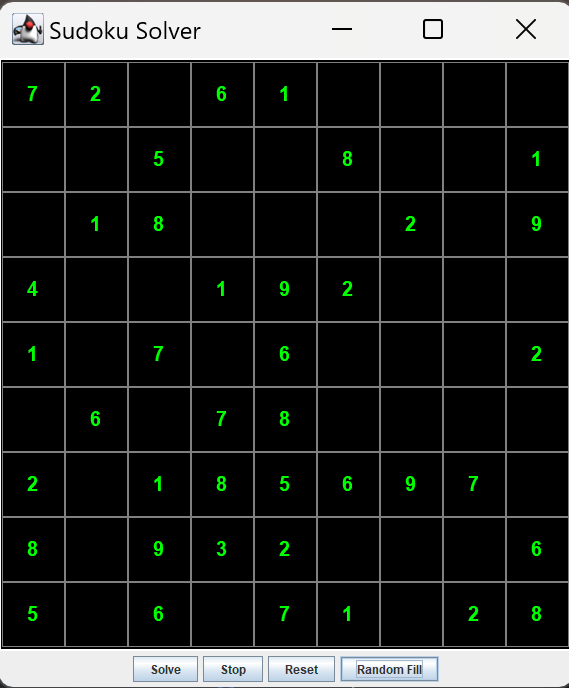 Sudoku Solver
7 2 6 1
5 8 1
1 8 2 9
4 1 9 2
1 7 6 2
6 7 8
2 1 8 5 6 9 7
8 9 3 2 6
5 6 7 1 2 8
Solve Stop Reset Random Fill